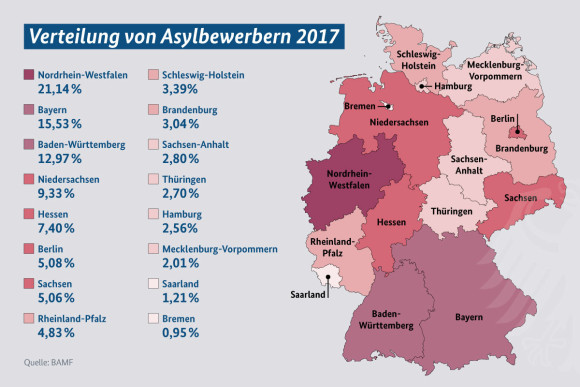 Verteilung von Asylbewerbern 2017
Nordrhein-Westfalen
21,14 %
Bayern
15,53 %
Baden-Württemberg
12,97 %
Niedersachsen
9,33 %
Hessen
7,40 %
Berlin
5,08 %
Sachsen
5,06 %
Rheinland-Pfalz
4,83 %
Schleswig-Holstein
3,39%
Brandenburg
3,04 %
Sachsen-Anhalt
2,80 %
Thüringen
2,70 %
Hamburg
2,56 %
Mecklenburg-Vorpommern
2,01 %
Saarland
1,21 %
Bremen
0,95 %
Quelle: BAMF
Schleswig-
Holstein
Mecklenburg-
Vorpommern
Hamburg
Bremen
Niedersachsen
Berlin
Brandenburg
Sachsen-
Anhalt
Nordrhein-
Westfalen
Sachsen
Thüringen
Hessen
Rheinland-
Pfalz
Saarland
Baden-
Württemberg
Bayern